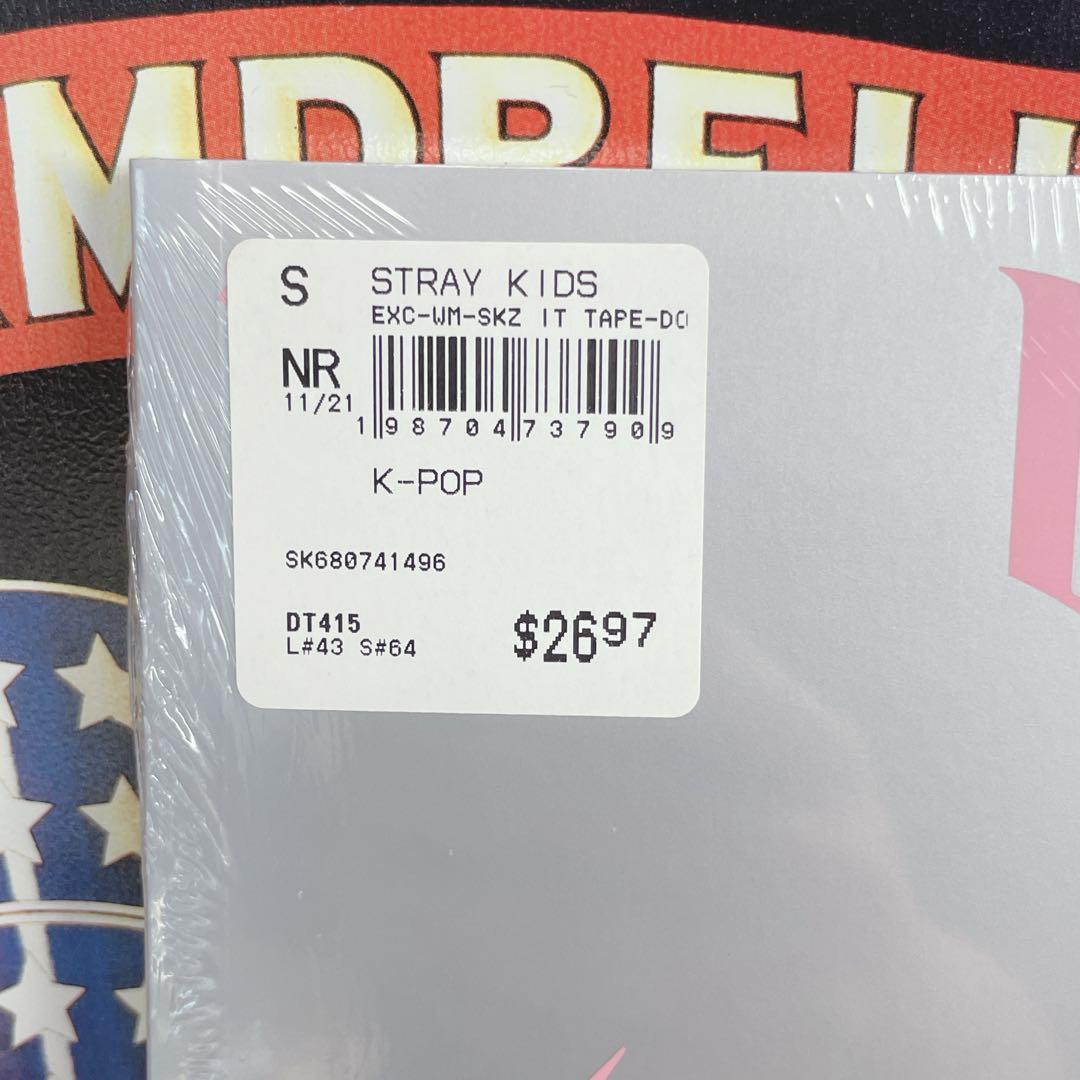 S STRAY KIDS
EXC-WM-SKZ IT TAPE-DO
NR
11/21
1 98704 73790 9
K-POP
SK680741496
DT415
L#43 S#64
$26.97